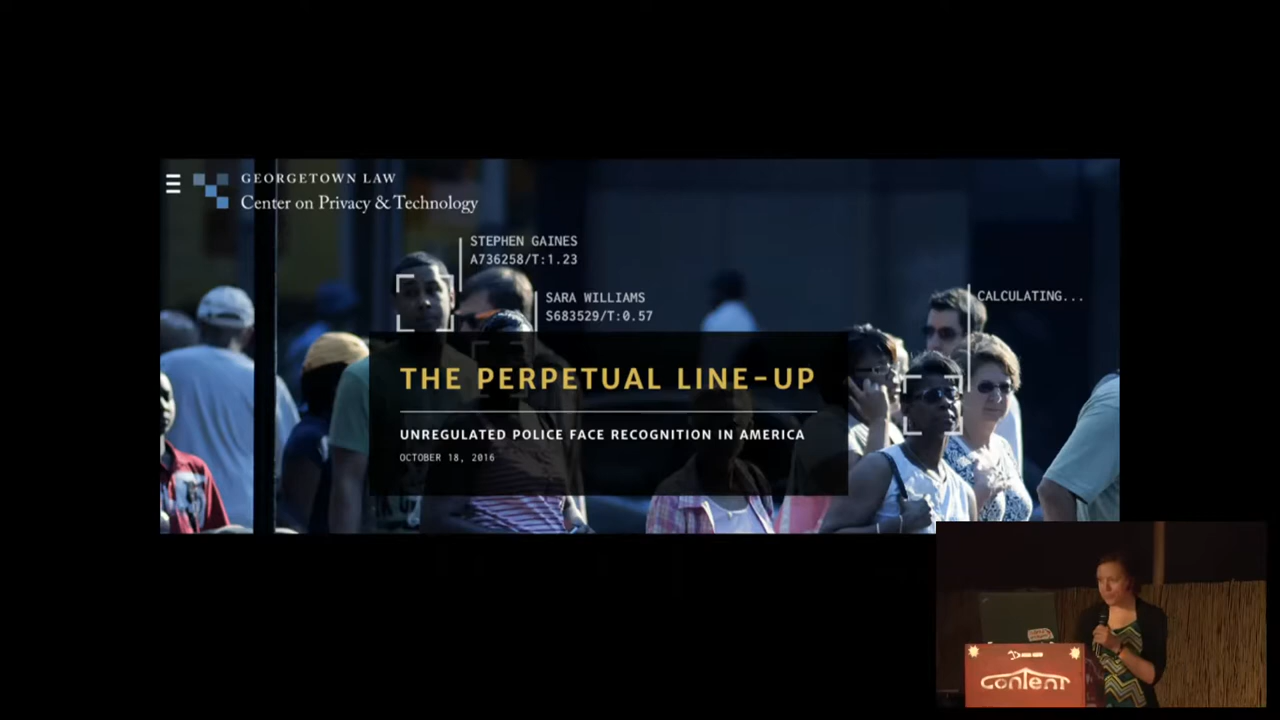 GEORGETOWN LAW
Center on Privacy & Technology
STEPHEN GAINES
A736258/T:1.23
SARA WILLIAMS
S683529/T:0.57
CALCULATING...
THE PERPETUAL LINE-UP
UNREGULATED POLICE FACE RECOGNITION IN AMERICA
OCTOBER 18, 2016
content